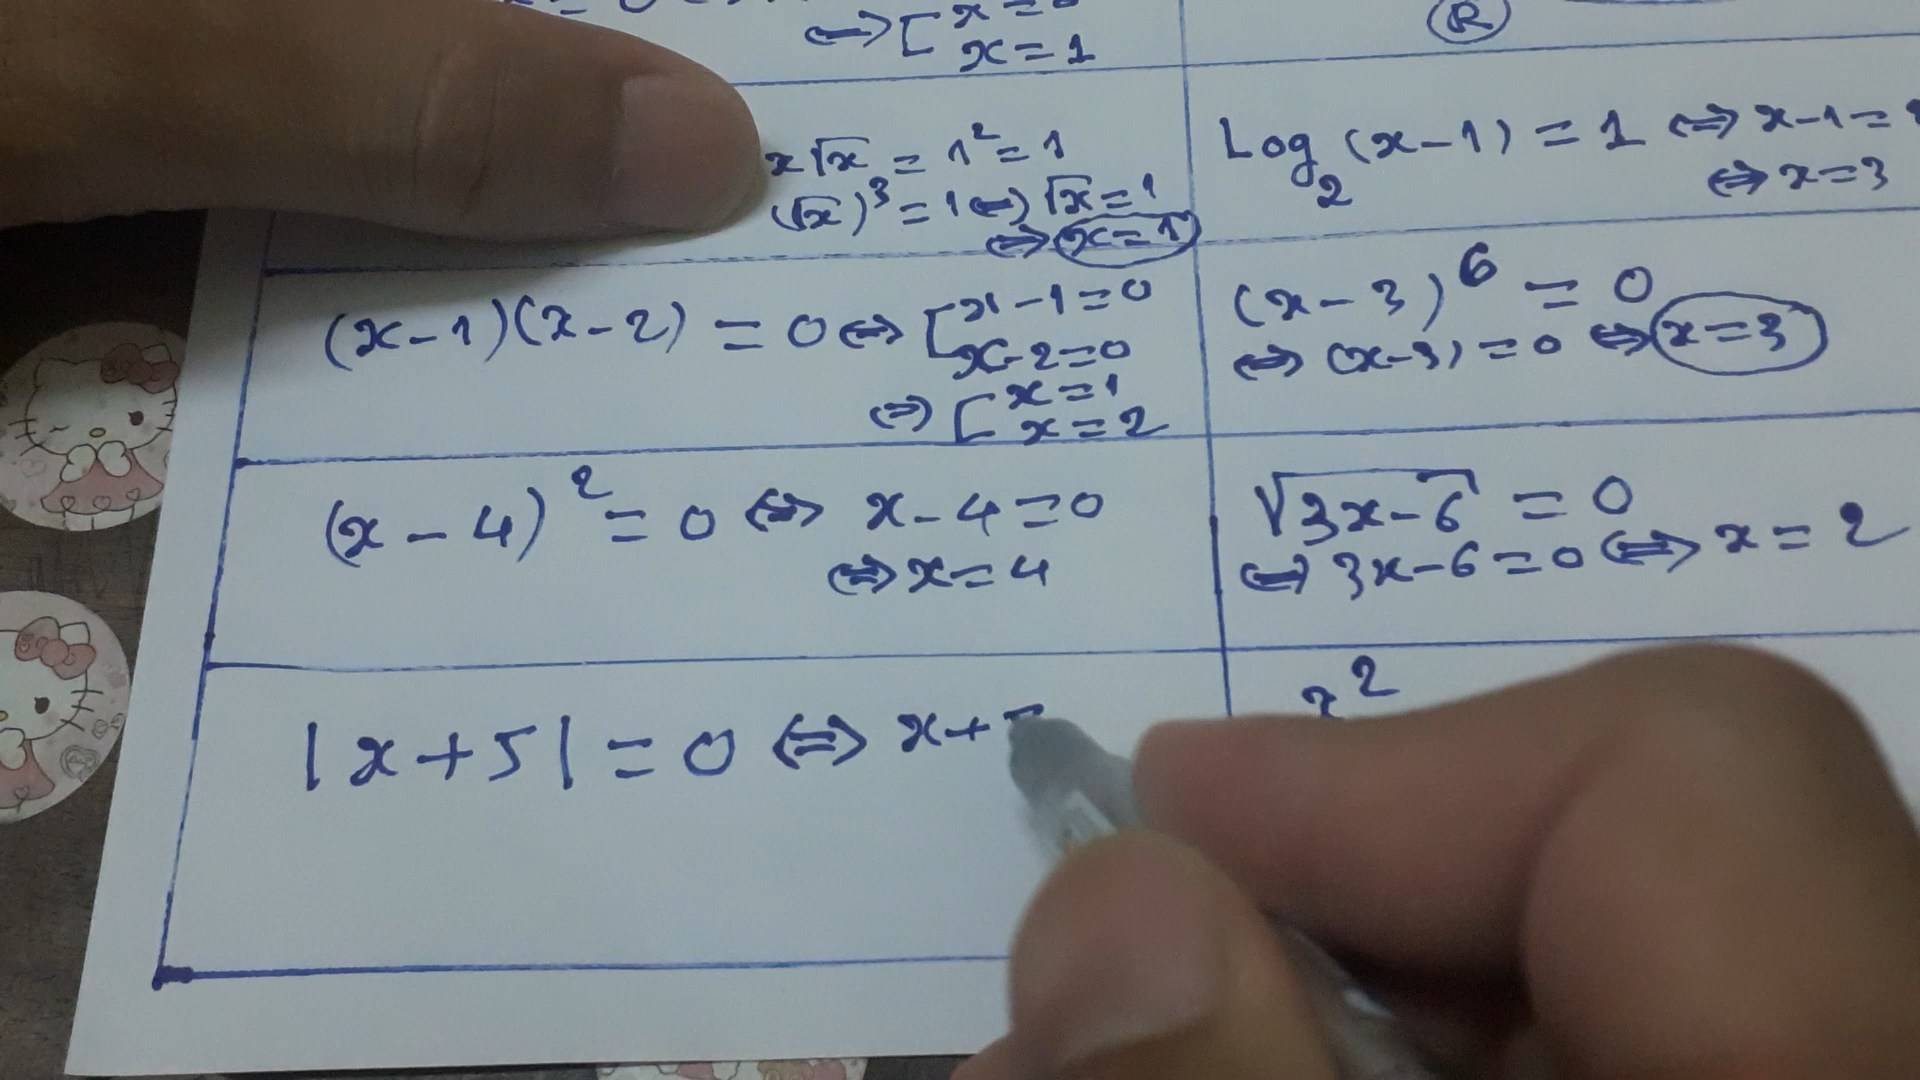 ⇔[x=0
x=1
R
x√x = 1²= 1
(√x)³ = 1⇔ √x = 1
⇔ x=1
Log₂(x-1) = 1 ⇔ x-1=
⇔ x=3
(x-1)(x-2) = 0 ⇔ [x-1=0
x-2=0
⇔ [x=1
x=2
(x-3)⁶ = 0
⇔ (x-3) = 0 ⇔ x=3
(x-4)² = 0 ⇔ x-4=0
⇔ x=4
√3x-6 = 0
⇔ 3x-6=0 ⇔ x=2
|x+5| = 0 ⇔ x+
x²